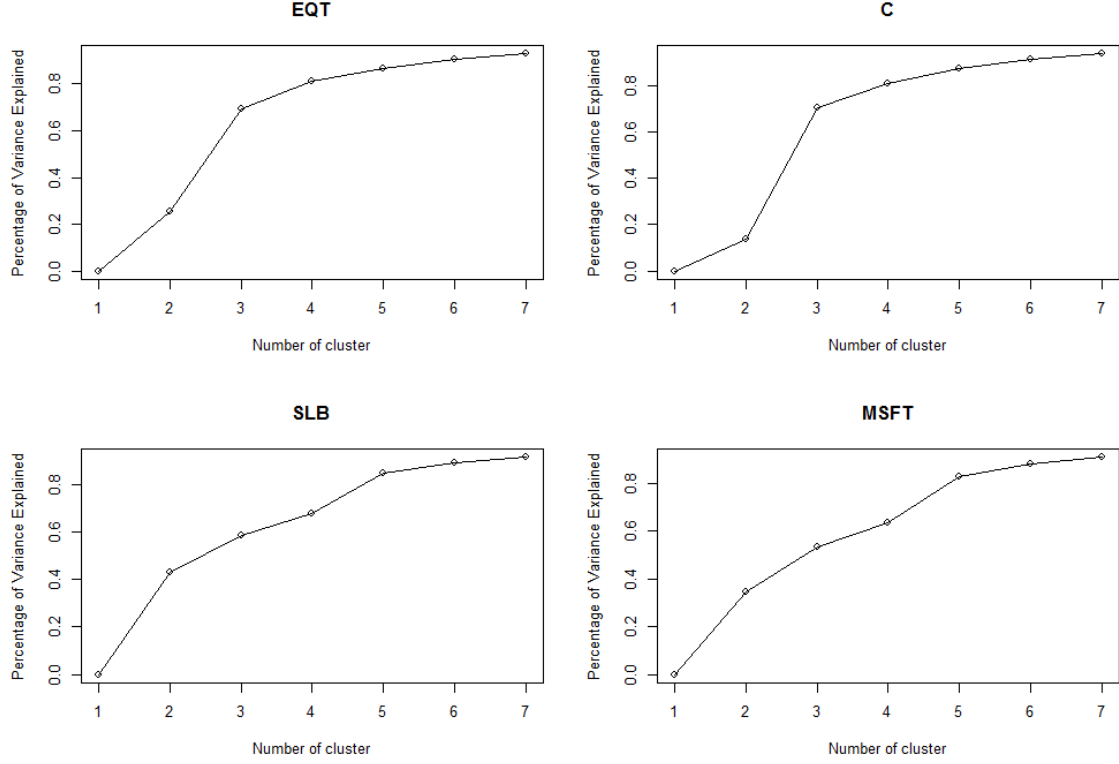 EQT
Percentage of Variance Explained
0.0 0.2 0.4 0.6 0.8
1 2 3 4 5 6 7
Number of cluster
C
Percentage of Variance Explained
0.0 0.2 0.4 0.6 0.8
1 2 3 4 5 6 7
Number of cluster
SLB
Percentage of Variance Explained
0.0 0.2 0.4 0.6 0.8
1 2 3 4 5 6 7
Number of cluster
MSFT
Percentage of Variance Explained
0.0 0.2 0.4 0.6 0.8
1 2 3 4 5 6 7
Number of cluster